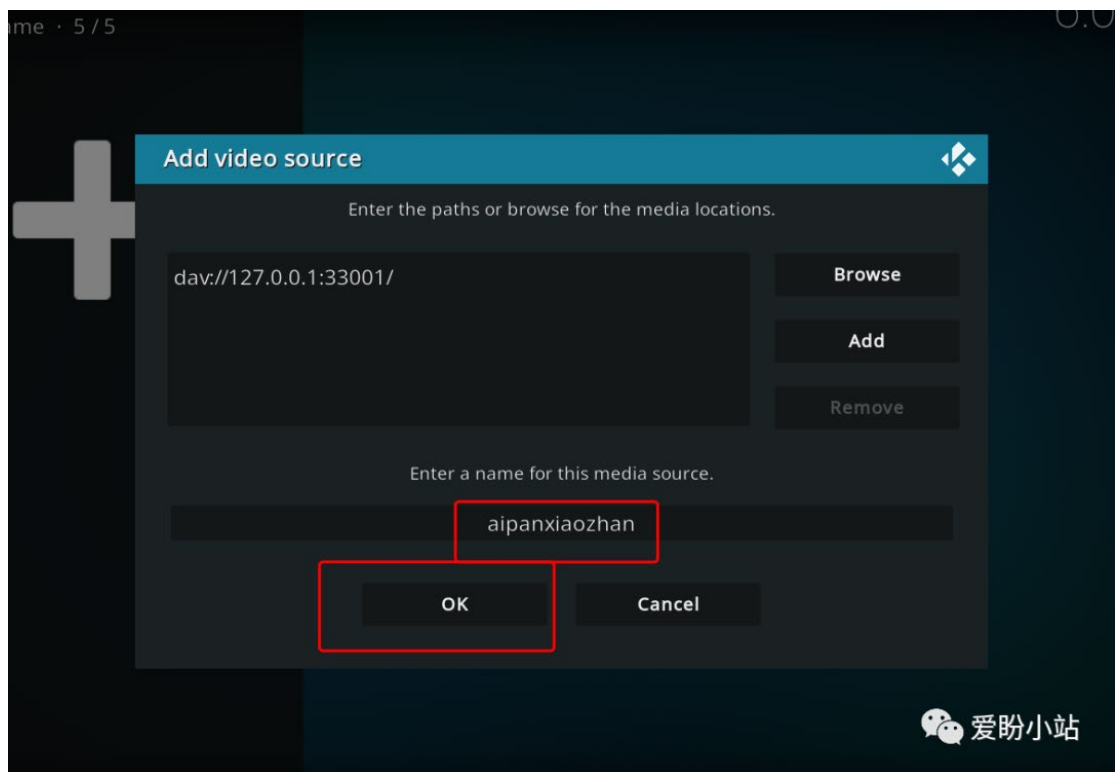 ame · 5 / 5
Add video source
Enter the paths or browse for the media locations.
dav://127.0.0.1:33001/
Browse
Add
Remove
Enter a name for this media source.
aipanxiaozhan
OK Cancel
爱盼小站